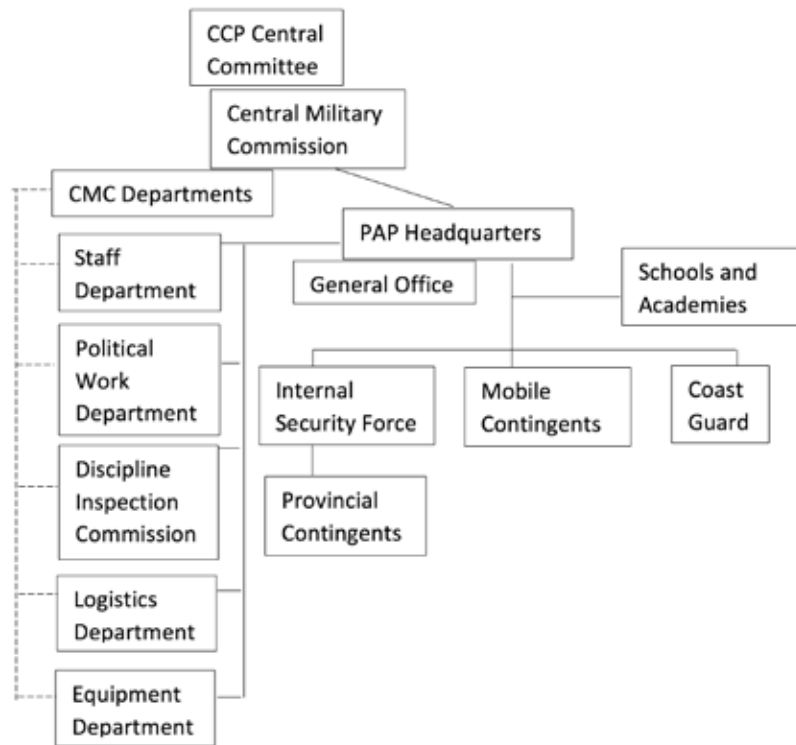 CCP Central
Committee
Central Military
Commission
CMC Departments
PAP Headquarters
General Office
Schools and
Academies
Staff
Department
Political
Work
Department
Discipline
Inspection
Commission
Logistics
Department
Equipment
Department
Internal
Security Force
Mobile
Contingents
Coast
Guard
Provincial
Contingents